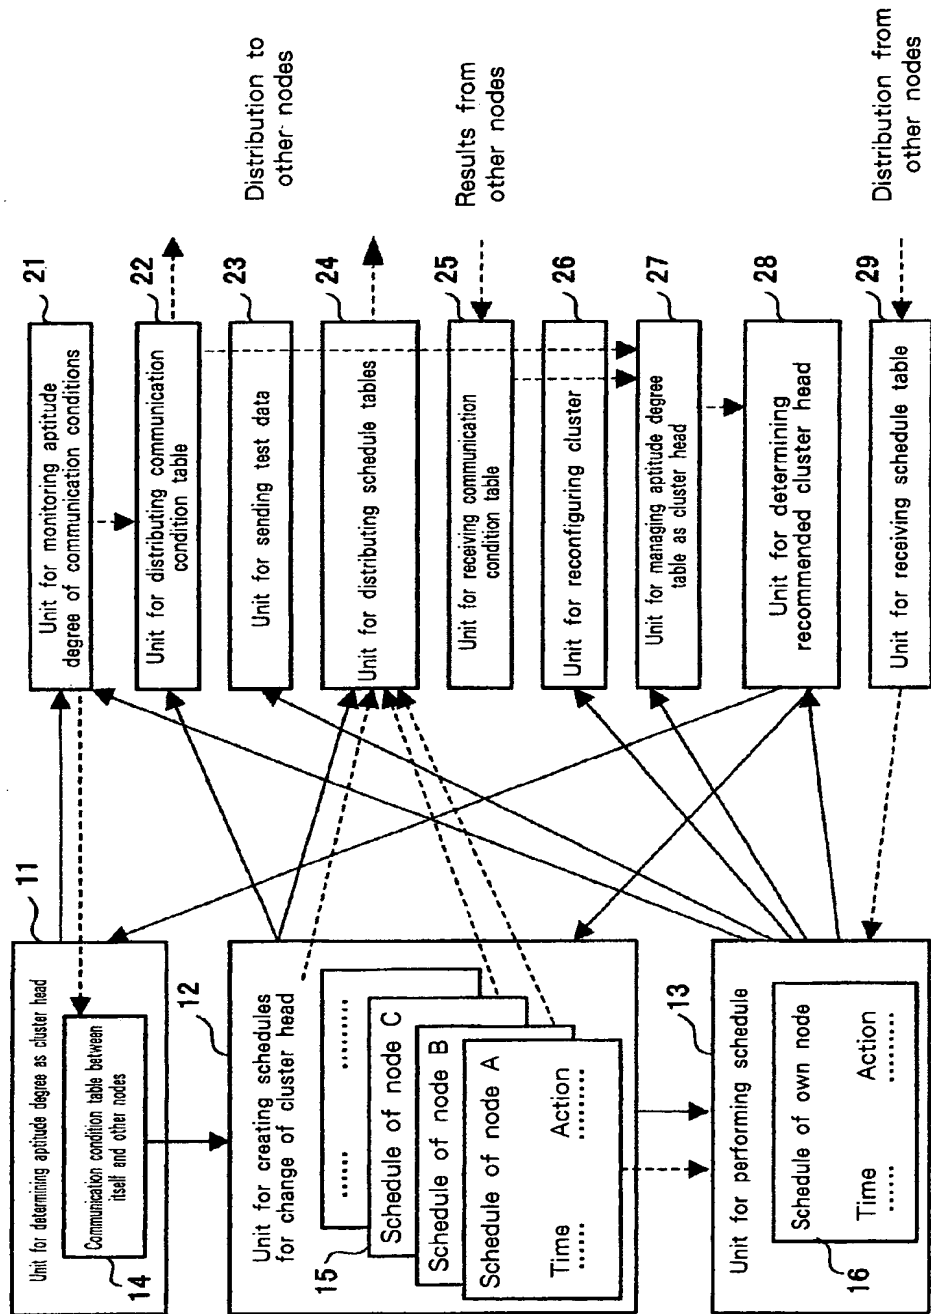 11
Unit for determining aptitude degree as cluster head
Communication condition table between
itself and other nodes
14
12
Unit for creating schedules
for change of cluster head
15
........ ..........
Schedule of node C
Schedule of node B
Schedule of node A
Time Action
....... ........
13
Unit for performing schedule
Schedule of own node
Time Action
....... ........
16
21
Unit for monitoring aptitude
degree of communication conditions
22
Unit for distributing communication
condition table
23
Unit for sending test data
24
Unit for distributing schedule tables
25
Unit for receiving communication
condition table
26
Unit for reconfiguring cluster
27
Unit for managing aptitude degree
table as cluster head
28
Unit for determining
recommended cluster head
29
Unit for receiving schedule table
Distribution to
other nodes
Results from
other nodes
Distribution from
other nodes